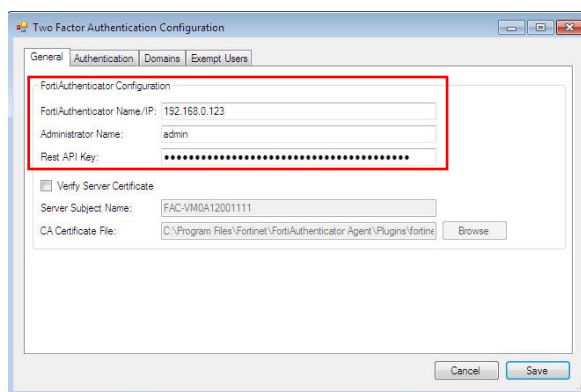 Two Factor Authentication Configuration
General Authentication Domains Exempt Users
FortiAuthenticator Configuration
FortiAuthenticator Name/IP: 192.168.0.123
Administrator Name: admin
Rest API Key: ••••••••••••••••••••••••••••••••••••••••
Verify Server Certificate
Server Subject Name: FAC-VM0A12001111
CA Certificate File: C:\Program Files\Fortinet\FortiAuthenticator Agent\Plugins\fortine Browse
Cancel Save